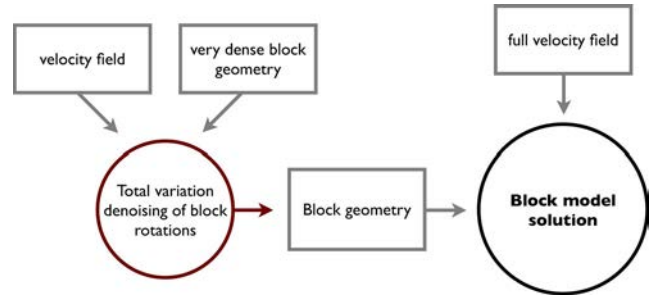 velocity field
very dense block
geometry
full velocity field
Total variation
denoising of block
rotations
Block geometry
Block model
solution